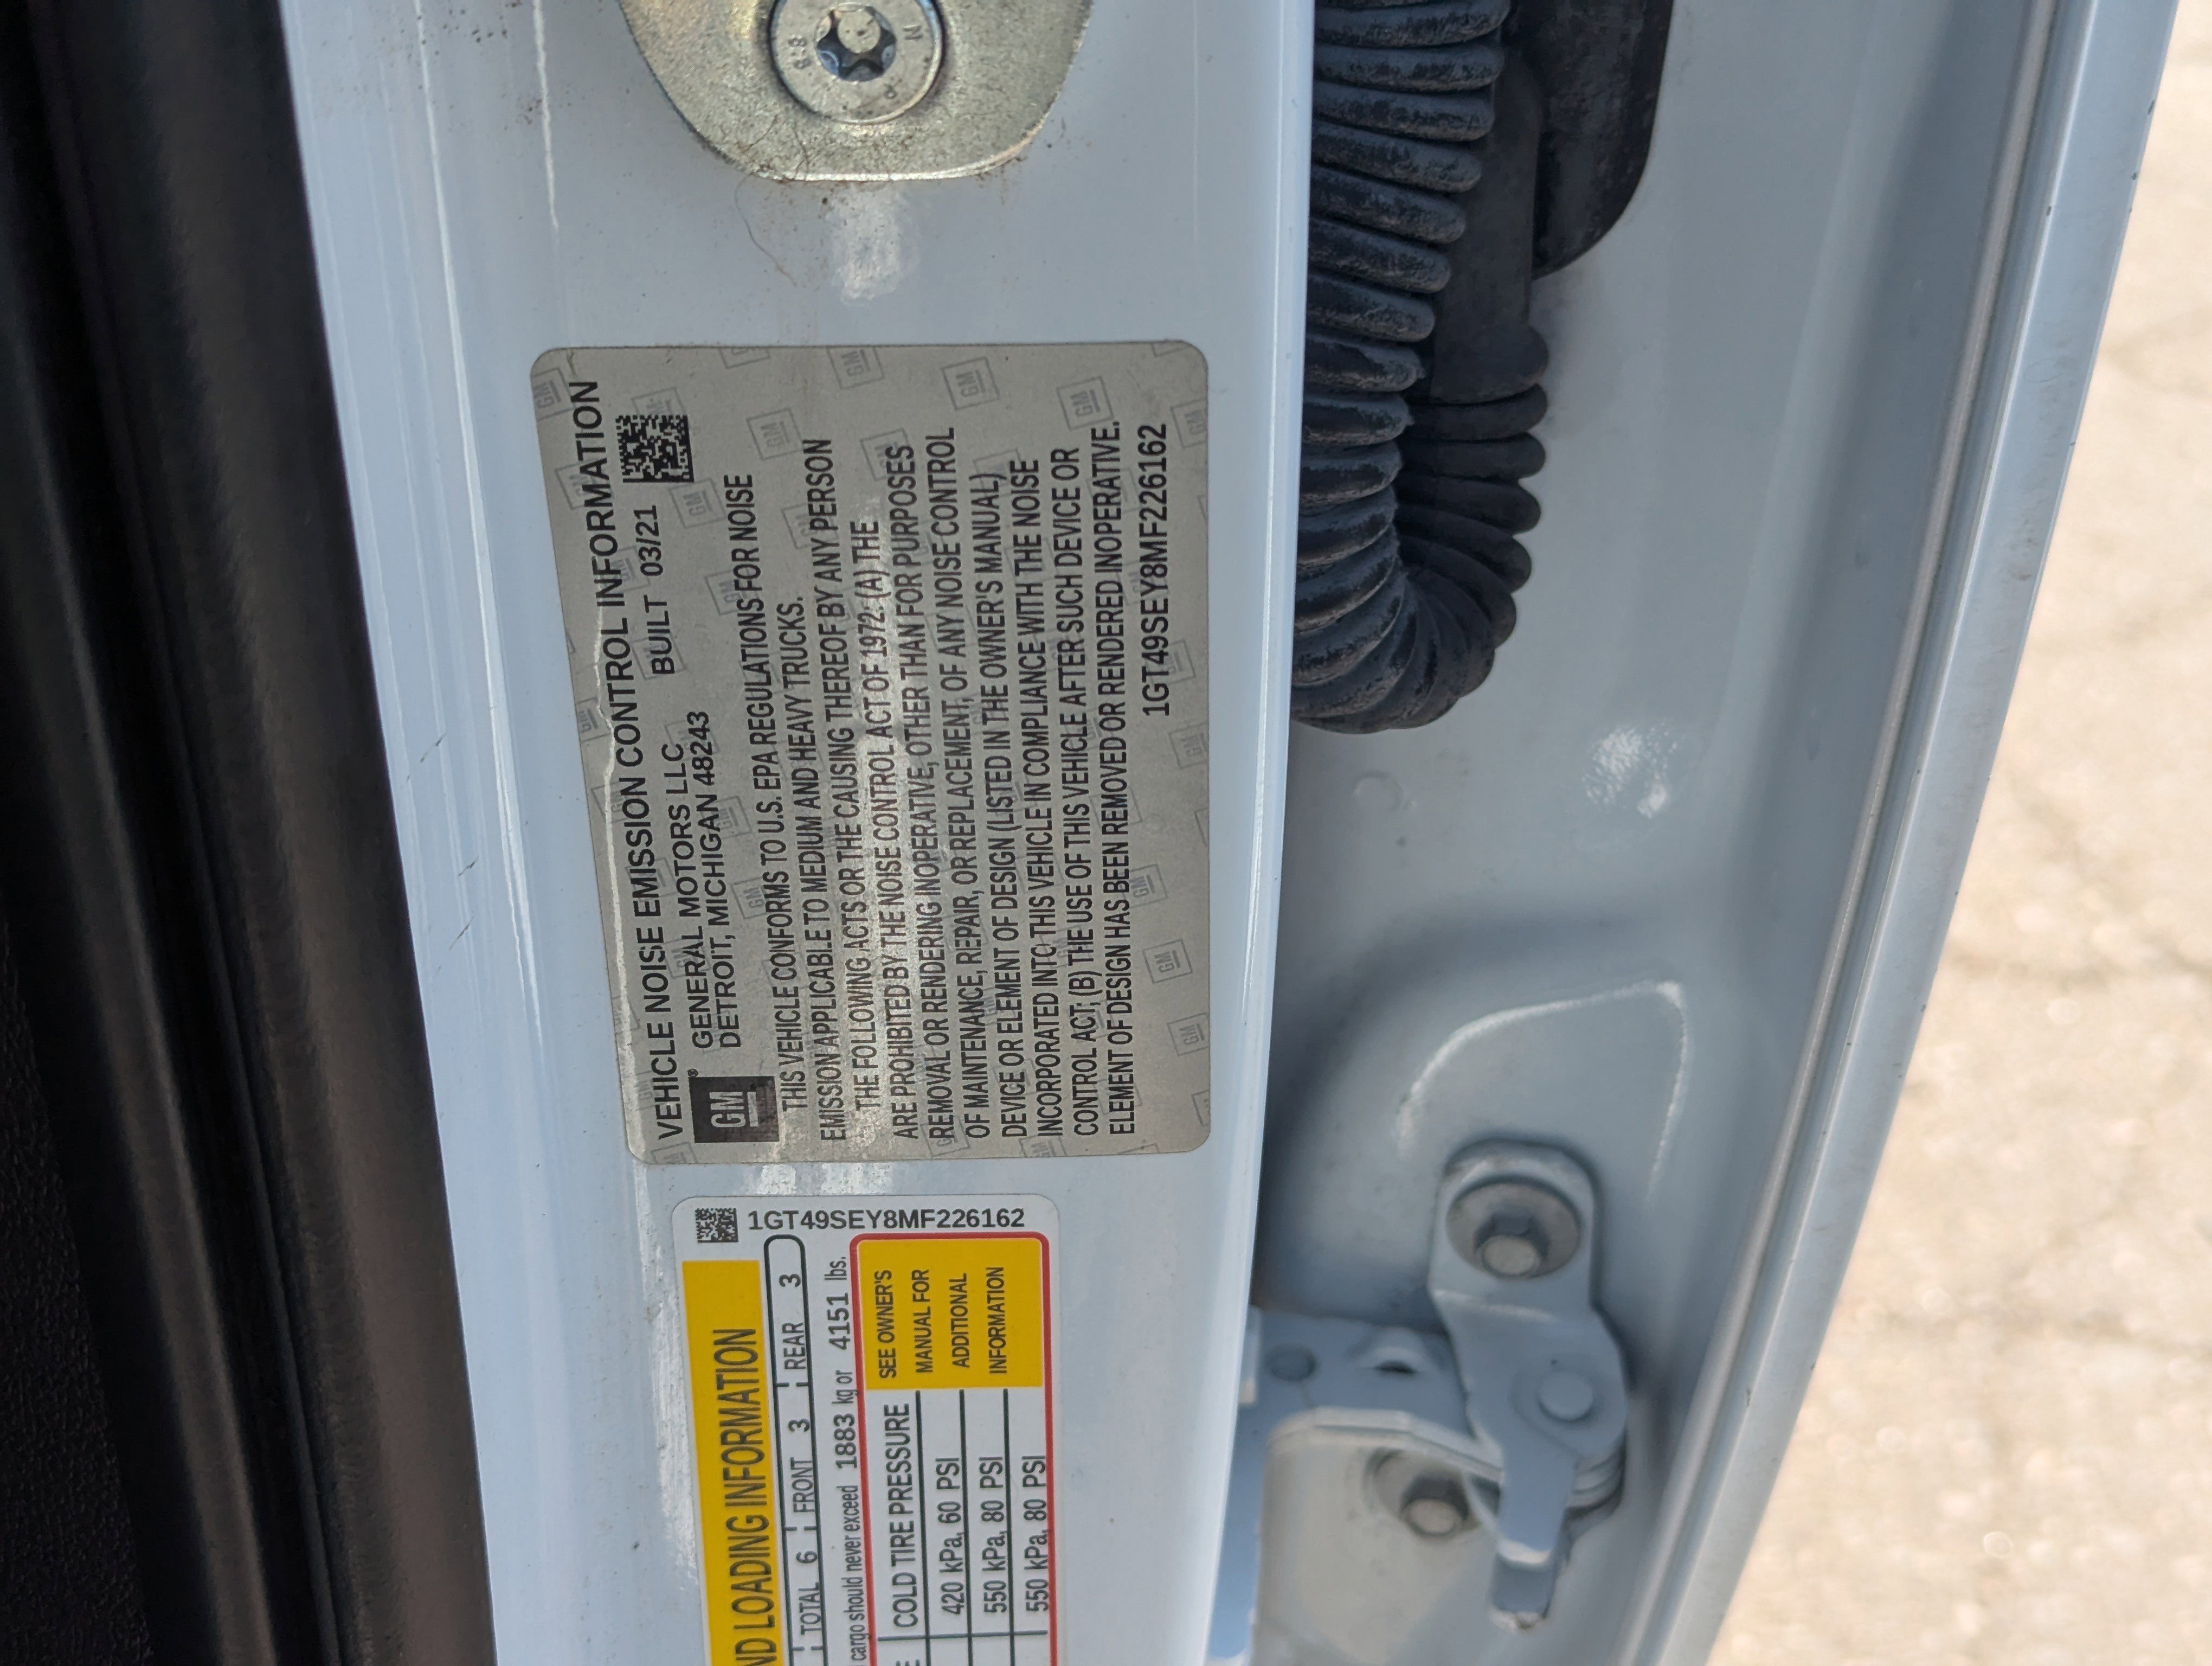 VEHICLE NOISE EMISSION CONTROL INFORMATION
GM
GENERAL MOTORS LLC BUILT 03/21
DETROIT, MICHIGAN 48243
THIS VEHICLE CONFORMS TO U.S. EPA REGULATIONS FOR NOISE
EMISSION APPLICABLE TO MEDIUM AND HEAVY TRUCKS.
THE FOLLOWING ACTS OR THE CAUSING THEREOF BY ANY PERSON
ARE PROHIBITED BY THE NOISE CONTROL ACT OF 1972: (A) THE
REMOVAL OR RENDERING INOPERATIVE, OTHER THAN FOR PURPOSES
OF MAINTENANCE, REPAIR, OR REPLACEMENT, OF ANY NOISE CONTROL
DEVICE OR ELEMENT OF DESIGN (LISTED IN THE OWNER'S MANUAL)
INCORPORATED INTO THIS VEHICLE IN COMPLIANCE WITH THE NOISE
CONTROL ACT; (B) THE USE OF THIS VEHICLE AFTER SUCH DEVICE OR
ELEMENT OF DESIGN HAS BEEN REMOVED OR RENDERED INOPERATIVE.
1GT49SEY8MF226162
1GT49SEY8MF226162
ND LOADING INFORMATION
TOTAL 6 FRONT 3 REAR 3
cargo should never exceed 1883 kg or 4151 lbs.
COLD TIRE PRESSURE
420 kPa, 60 PSI
550 kPa, 80 PSI
550 kPa, 80 PSI
SEE OWNER'S
MANUAL FOR
ADDITIONAL
INFORMATION
8·8
M